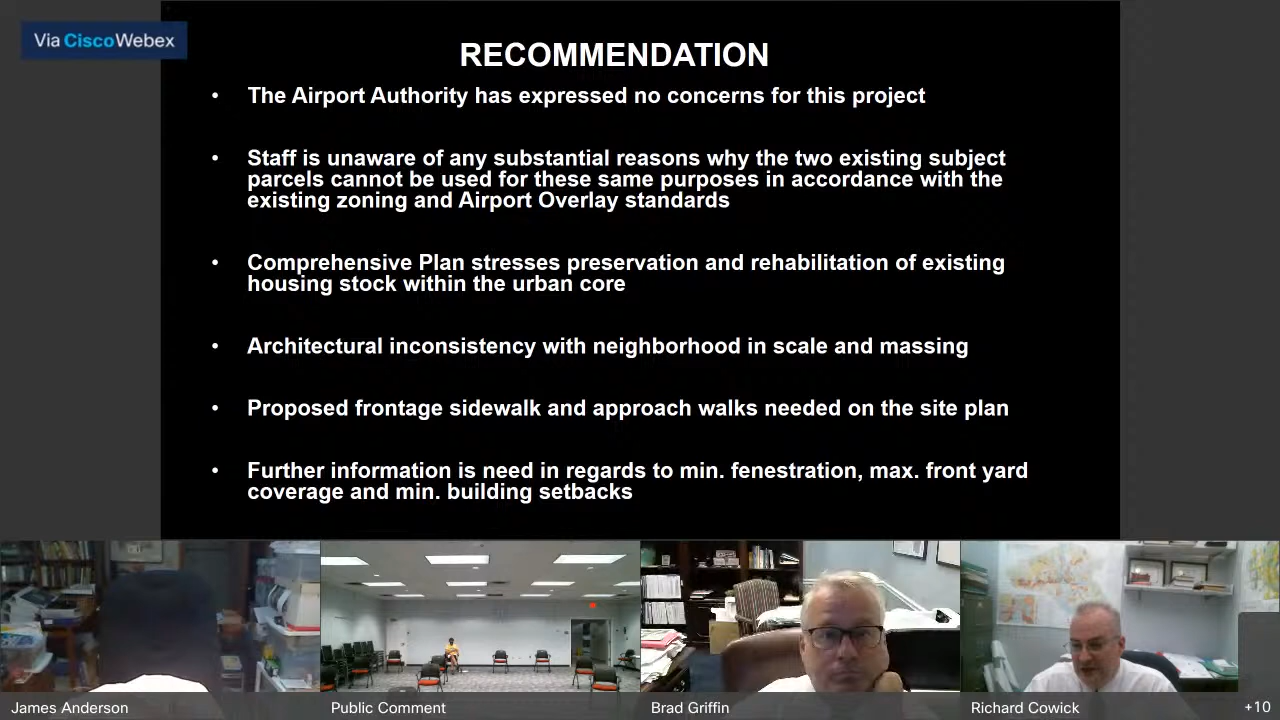 Via Cisco Webex
RECOMMENDATION
• The Airport Authority has expressed no concerns for this project
• Staff is unaware of any substantial reasons why the two existing subject
parcels cannot be used for these same purposes in accordance with the
existing zoning and Airport Overlay standards
• Comprehensive Plan stresses preservation and rehabilitation of existing
housing stock within the urban core
• Architectural inconsistency with neighborhood in scale and massing
• Proposed frontage sidewalk and approach walks needed on the site plan
• Further information is need in regards to min. fenestration, max. front yard
coverage and min. building setbacks
James Anderson
Public Comment
Brad Griffin
Richard Cowick
+10